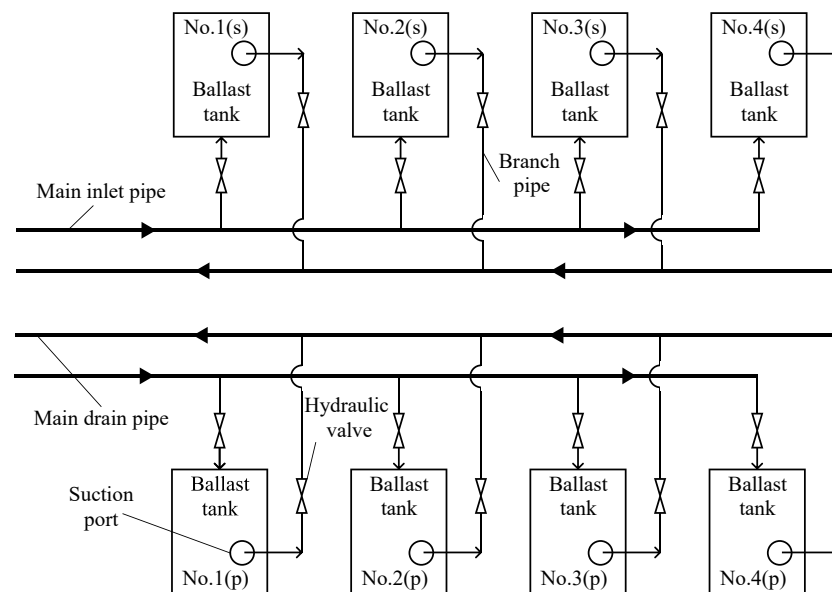 No.1(s)
No.2(s)
No.3(s)
No.4(s)
Ballast
tank
Ballast
tank
Ballast
tank
Ballast
tank
Branch
pipe
Main inlet pipe
Main drain pipe
Hydraulic
valve
Suction
port
Ballast
tank
Ballast
tank
Ballast
tank
Ballast
tank
No.1(p)
No.2(p)
No.3(p)
No.4(p)